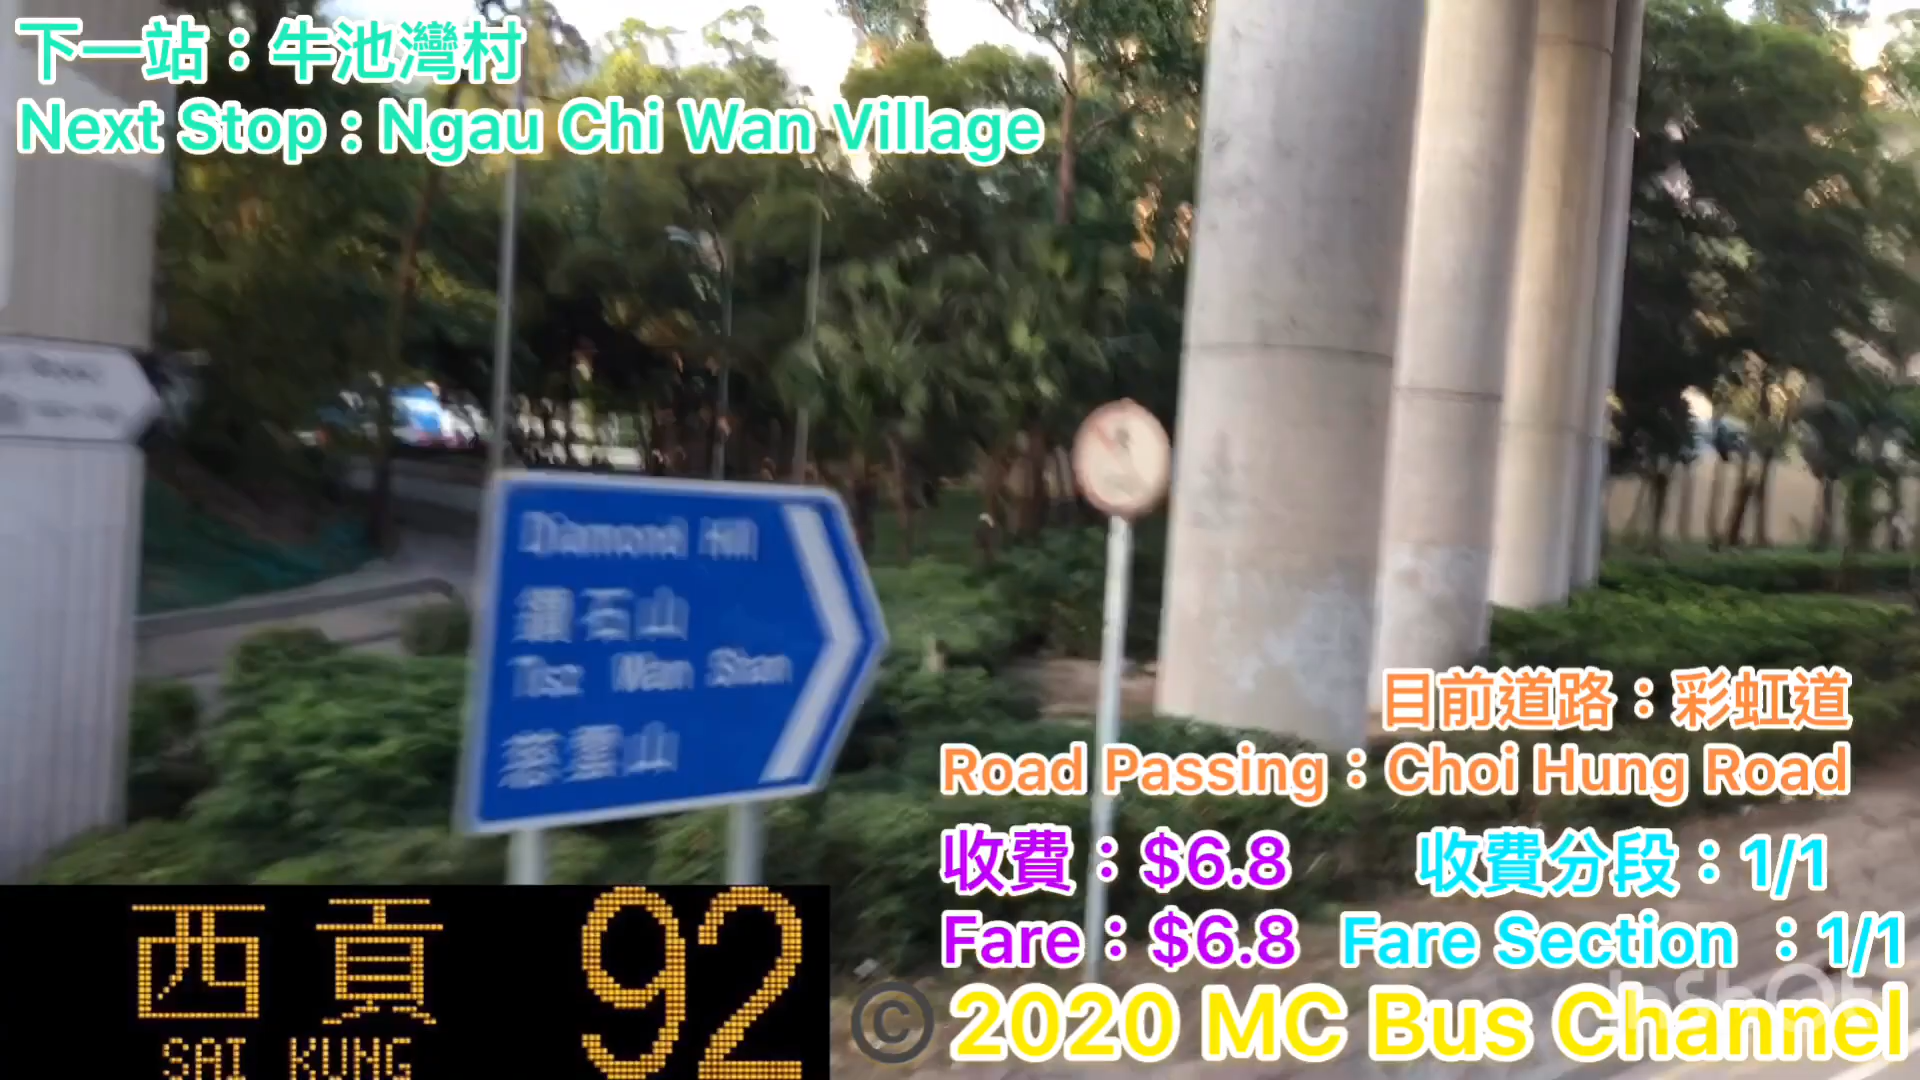 下一站：牛池灣村
Next Stop : Ngau Chi Wan Village
Diamond Hill
鑽石山
Tsz Wan Shan
慈雲山
目前道路：彩虹道
Road Passing : Choi Hung Road
收費：$6.8
收費分段：1/1
Fare : $6.8
Fare Section : 1/1
西貢 92
SAI KUNG
© 2020 MC Bus Channel
InShOt